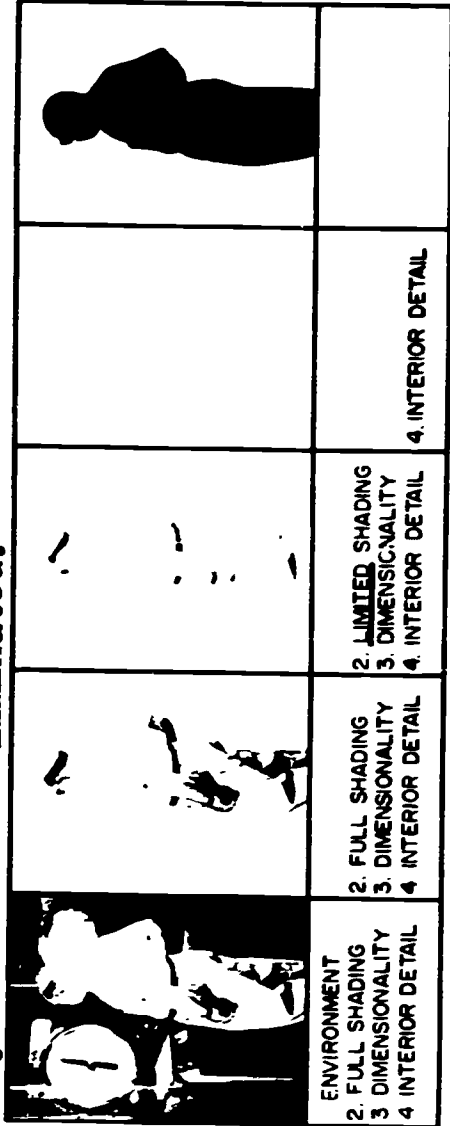 ENVIRONMENT
2. FULL SHADING
3 DIMENSIONALITY
4 INTERIOR DETAIL
2. FULL SHADING
3. DIMENSIONALITY
4 INTERIOR DETAIL
2. LIMITED SHADING
3. DIMENSIONALITY
4. INTERIOR DETAIL
4. INTERIOR DETAIL